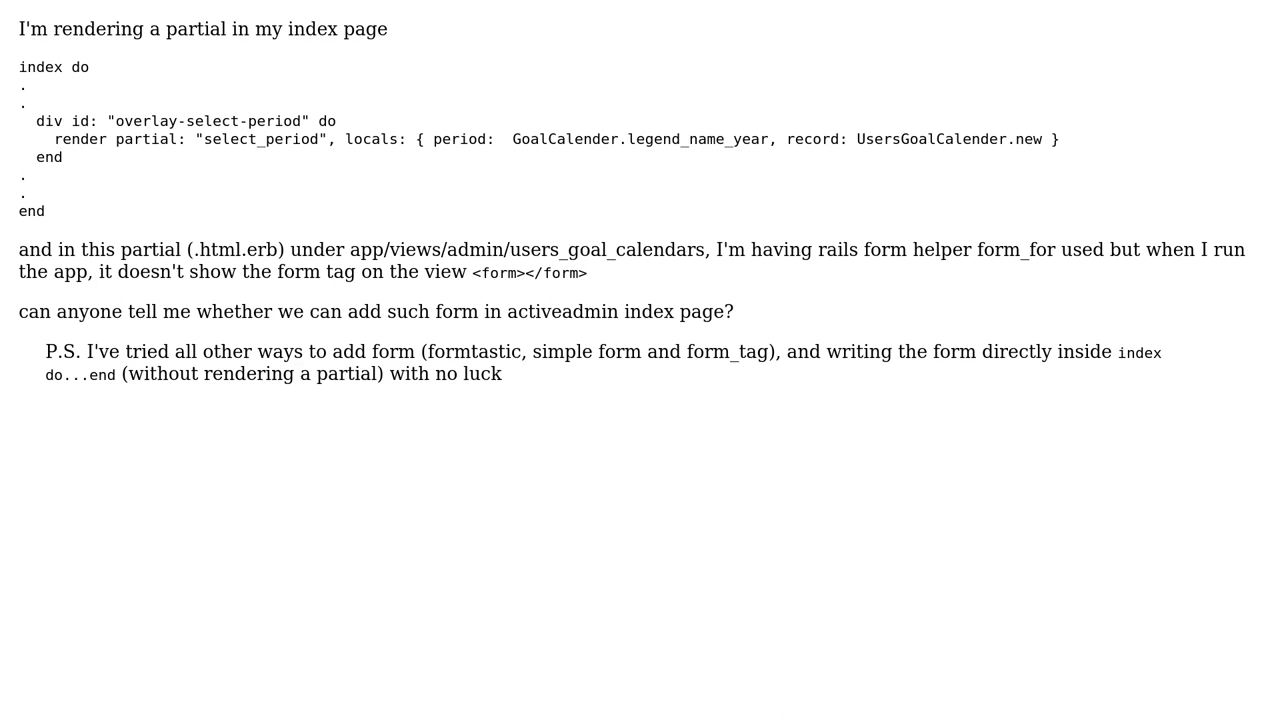 I'm rendering a partial in my index page
index do
.
.
  div id: "overlay-select-period" do
    render partial: "select_period", locals: { period:  GoalCalender.legend_name_year, record: UsersGoalCalender.new }
  end
.
.
end
and in this partial (.html.erb) under app/views/admin/users_goal_calendars, I'm having rails form helper form_for used but when I run
the app, it doesn't show the form tag on the view <form></form>
can anyone tell me whether we can add such form in activeadmin index page?
P.S. I've tried all other ways to add form (formtastic, simple form and form_tag), and writing the form directly inside index
do...end (without rendering a partial) with no luck